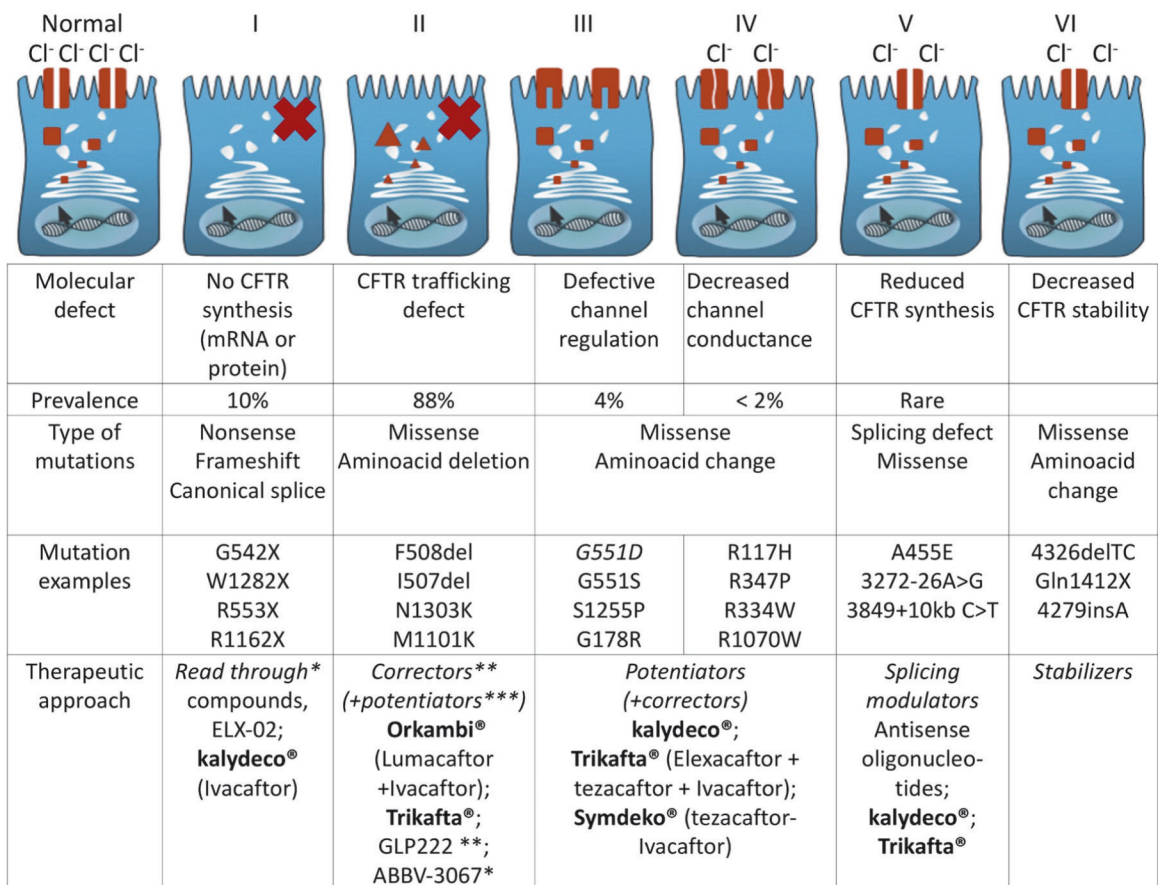 Normal
I
II
III
IV
V
VI
Cl- Cl- Cl- Cl-
Cl- Cl-
Cl- Cl-
Cl- Cl-
Molecular
defect
No CFTR
synthesis
(mRNA or
protein)
CFTR trafficking
defect
Defective
channel
regulation
Decreased
channel
conductance
Reduced
CFTR synthesis
Decreased
CFTR stability
Prevalence
10%
88%
4%
< 2%
Rare
Type of
mutations
Nonsense
Frameshift
Canonical splice
Missense
Aminoacid deletion
Missense
Aminoacid change
Splicing defect
Missense
Missense
Aminoacid
change
Mutation
examples
G542X
W1282X
R553X
R1162X
F508del
I507del
N1303K
M1101K
G551D
G551S
S1255P
G178R
R117H
R347P
R334W
R1070W
A455E
3272-26A>G
3849+10kb C>T
4326delTC
Gln1412X
4279insA
Therapeutic
approach
Read through*
compounds,
ELX-02;
kalydeco®
(Ivacaftor)
Correctors**
(+potentiators***)
Orkambi®
(Lumacaftor
+Ivacaftor);
Trikafta®;
GLP222 **;
ABBV-3067*
Potentiators
(+correctors)
kalydeco®;
Trikafta® (Elexacaftor +
tezacaftor + Ivacaftor);
Symdeko® (tezacaftor-
Ivacaftor)
Splicing
modulators
Antisense
oligonucleo-
tides;
kalydeco®;
Trikafta®
Stabilizers